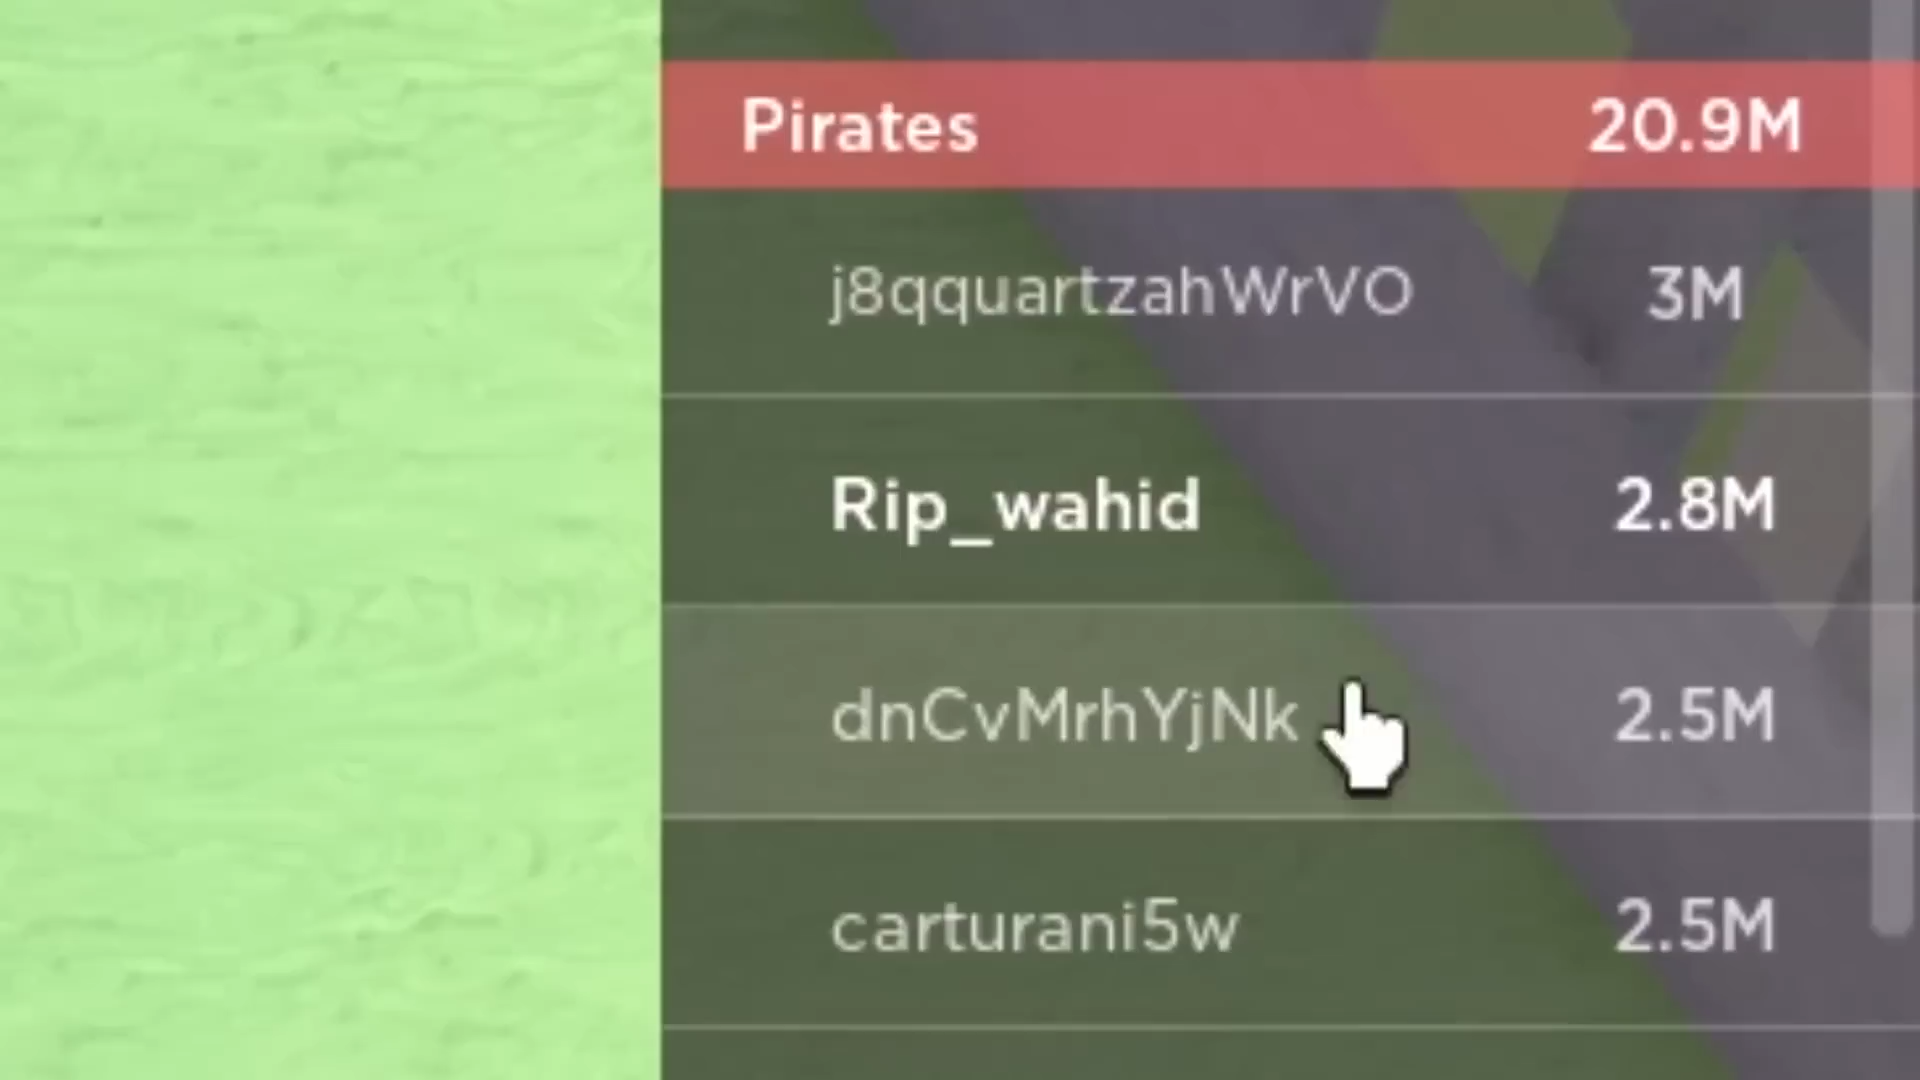 Pirates 20.9M
j8qquartzahWrVO 3M
Rip_wahid 2.8M
dnCvMrhYjNk 2.5M
carturani5w 2.5M